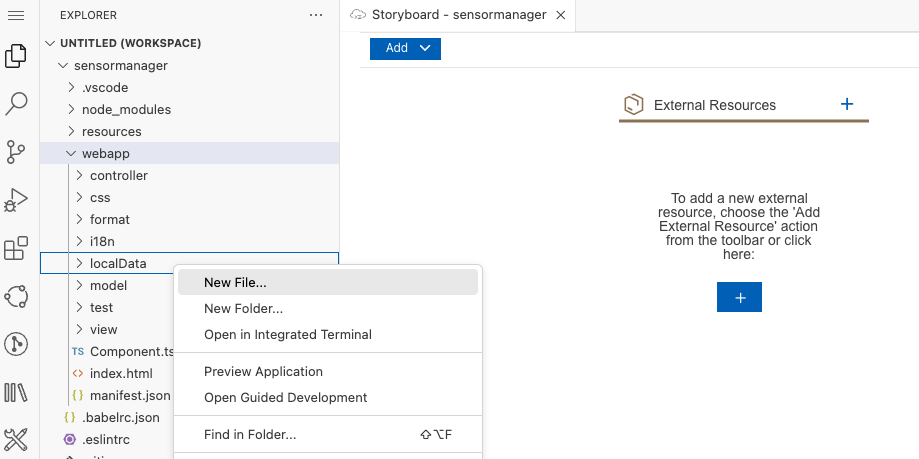 EXPLORER
···
Storyboard - sensormanager
UNTITLED (WORKSPACE)
Add
sensormanager
.vscode
node_modules
External Resources
resources
webapp
controller
css
format
i18n
localData
model
test
view
TS Component.ts
index.html
{} manifest.json
{} .babelrc.json
.eslintrc
To add a new external
resource, choose the 'Add
External Resource' action
from the toolbar or click
here:
New File...
New Folder...
Open in Integrated Terminal
Preview Application
Open Guided Development
Find in Folder... ⇧⌥F